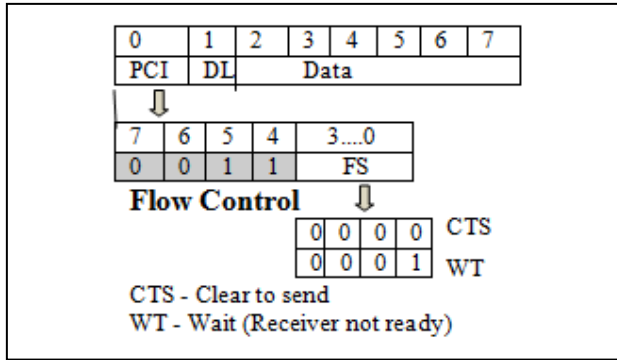 0 1 2 3 4 5 6 7
PCI DL Data
7 6 5 4 3....0
0 0 1 1 FS
Flow Control
0 0 0 0 CTS
0 0 0 1 WT
CTS - Clear to send
WT - Wait (Receiver not ready)